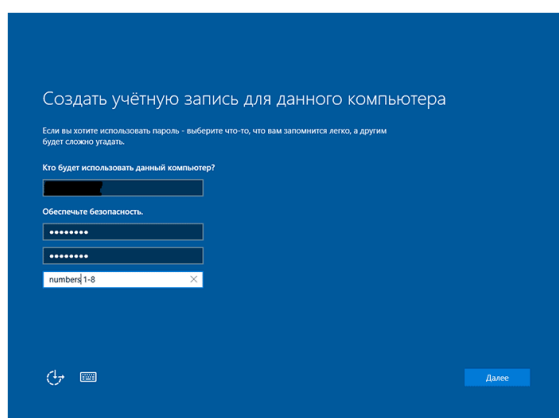 Создать учётную запись для данного компьютера
Если вы хотите использовать пароль - выберите что-то, что вам запомнится легко, а другим
будет сложно угадать.
Кто будет использовать данный компьютер?
Обеспечьте безопасность.
••••••••
••••••••
numbers 1-8
Далее